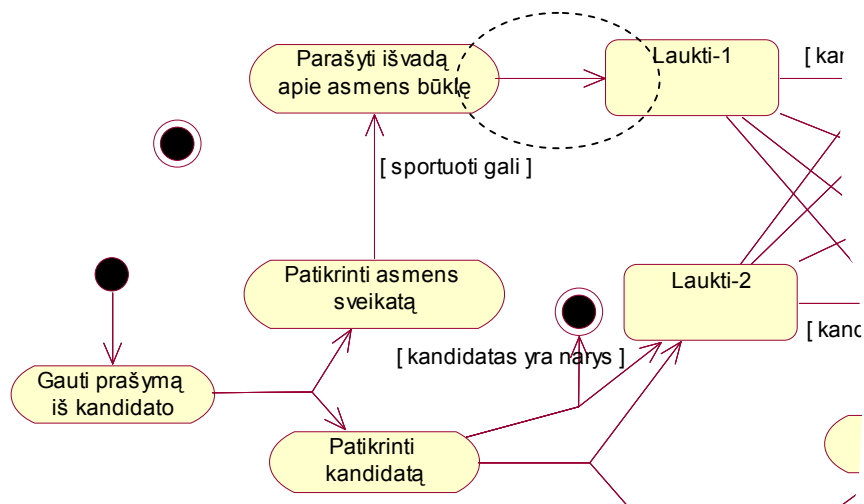 Parašyti išvadą
apie asmens būklę
Laukti-1
[ sportuoti gali ]
Patikrinti asmens
sveikatą
Laukti-2
[ kandidatas yra narys ]
Gauti prašymą
iš kandidato
Patikrinti
kandidatą